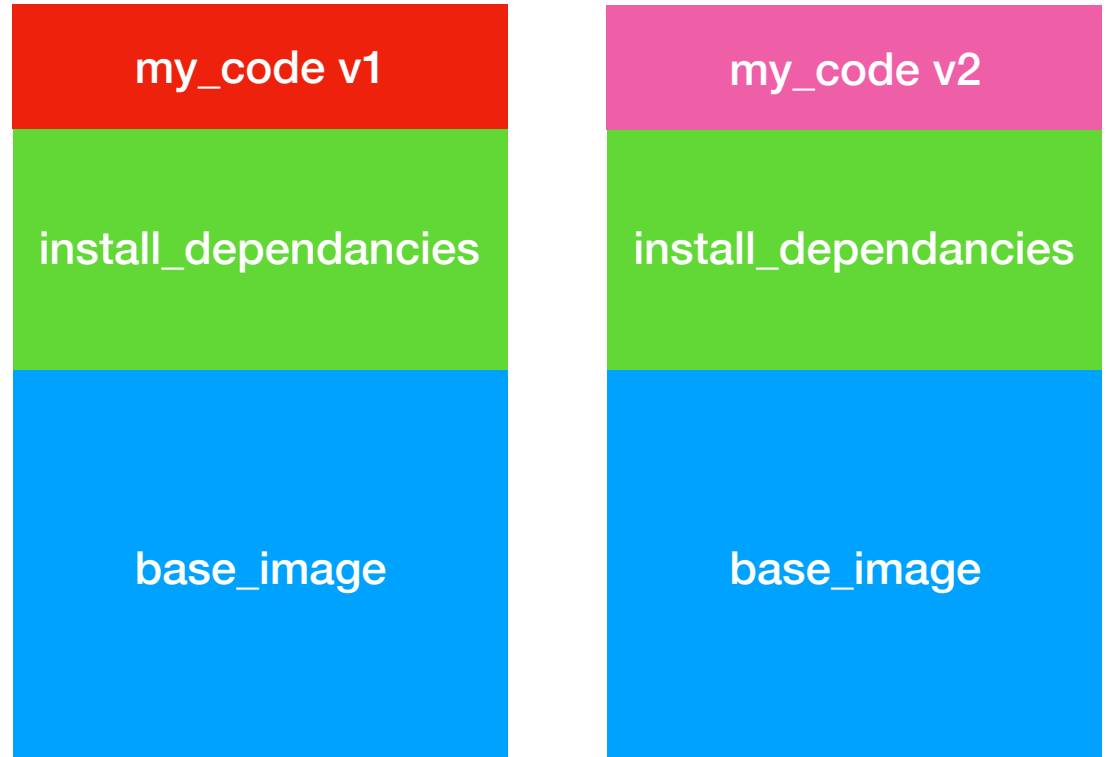 my_code v1
install_dependancies
base_image
my_code v2
install_dependancies
base_image